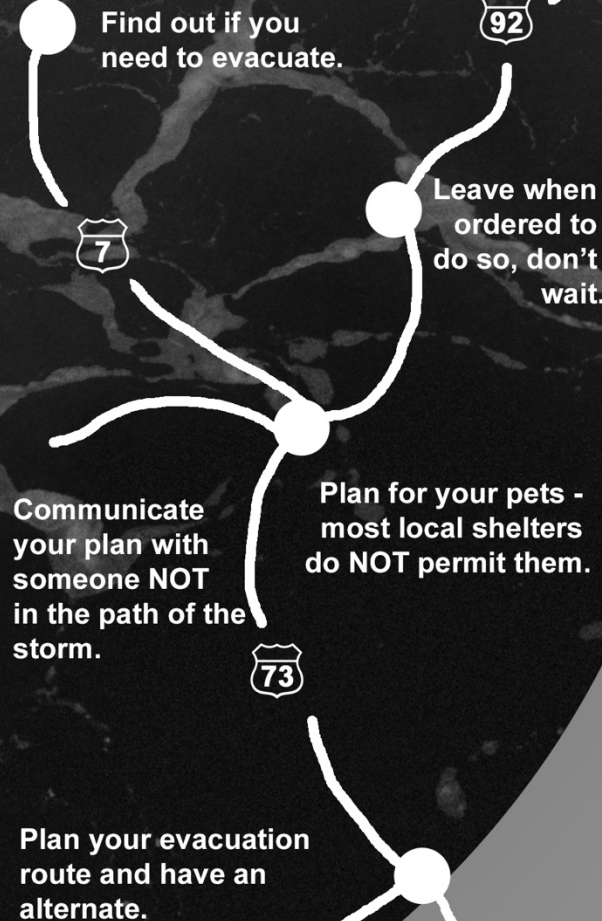 Find out if you
need to evacuate.
92
Leave when
ordered to
do so, don't
wait.
7
Plan for your pets -
most local shelters
do NOT permit them.
Communicate
your plan with
someone NOT
in the path of the
storm.
73
Plan your evacuation
route and have an
alternate.